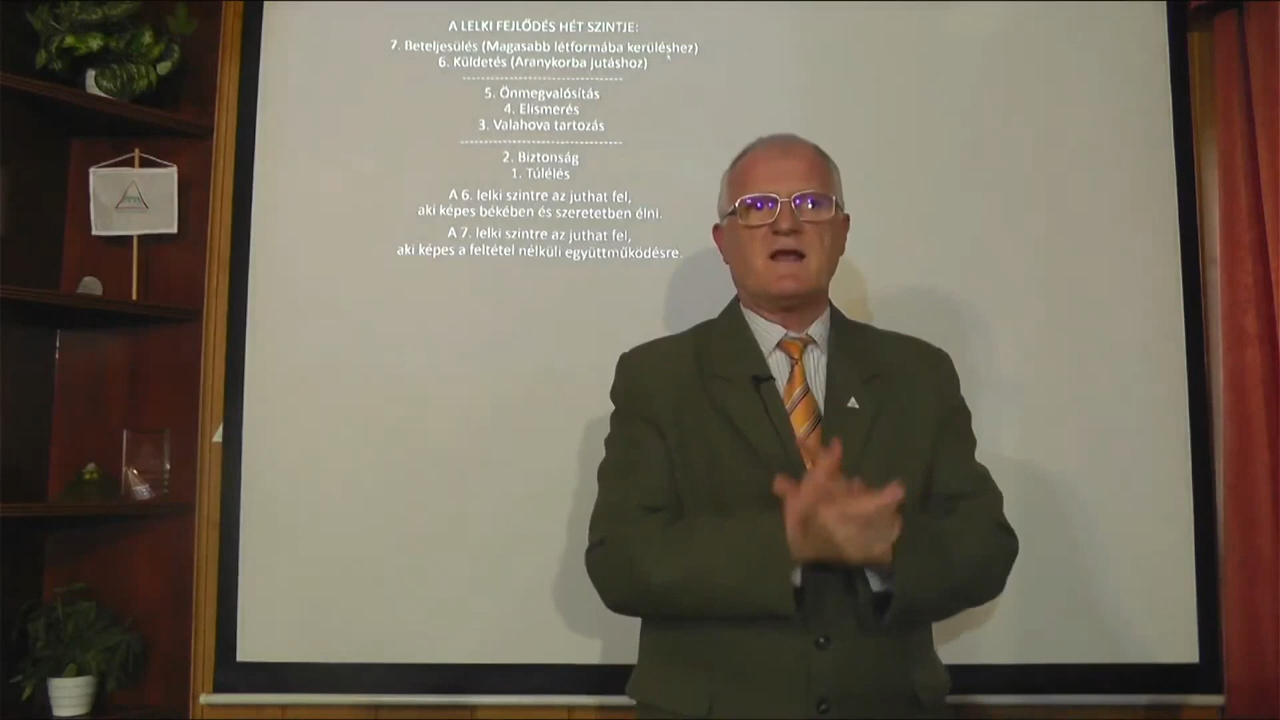 A LELKI FEJLŐDÉS HÉT SZINTJE:
7. Beteljesülés (Magasabb létformába kerüléshez)
6. Küldetés (Aranykorba jutáshoz)
5. Önmegvalósítás
4. Elismerés
3. Valahova tartozás
2. Biztonság
1. Túlélés
A 6. lelki szintre az juthat fel,
aki képes békében és szeretetben élni.
A 7. lelki szintre az juthat fel,
aki képes a feltétel nélküli együttműködésre.